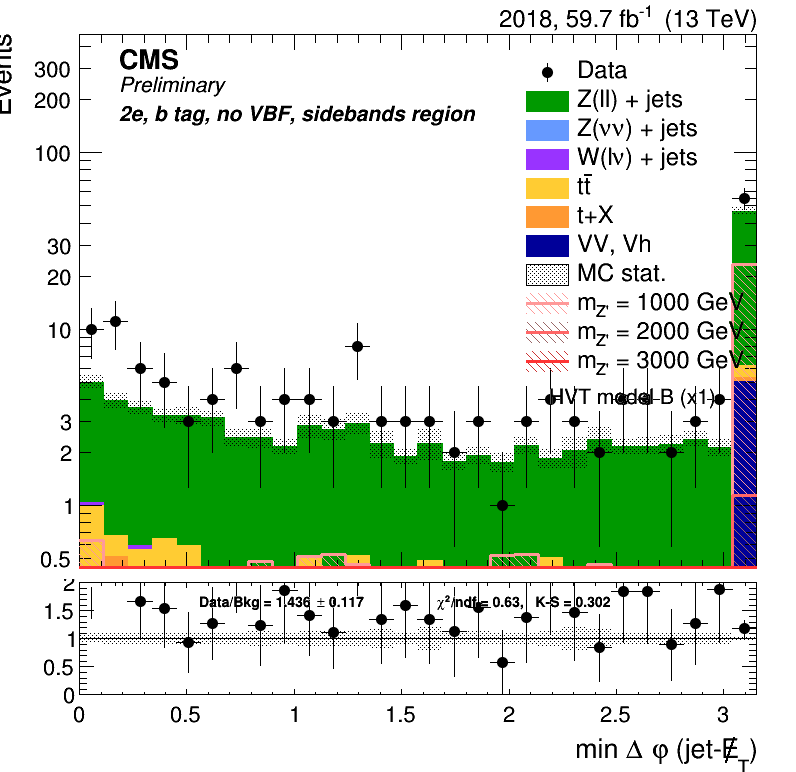 2018, 59.7 fb⁻¹ (13 TeV)
Events
CMS
Preliminary
2e, b tag, no VBF, sidebands region
Data
Z(ll) + jets
Z(νν) + jets
W(lν) + jets
tt̄
t+X
VV, Vh
MC stat.
m_Z' = 1000 GeV
m_Z' = 2000 GeV
m_Z' = 3000 GeV
HVT model B (x1)
300
200
100
30
20
10
3
2
1
0.5
2
1.5
1
0.5
0
Data/Bkg = 1.436 ± 0.117
χ²/ndf = 0.63, K-S = 0.302
0 0.5 1 1.5 2 2.5 3
min Δ φ (jet-E̸_T)